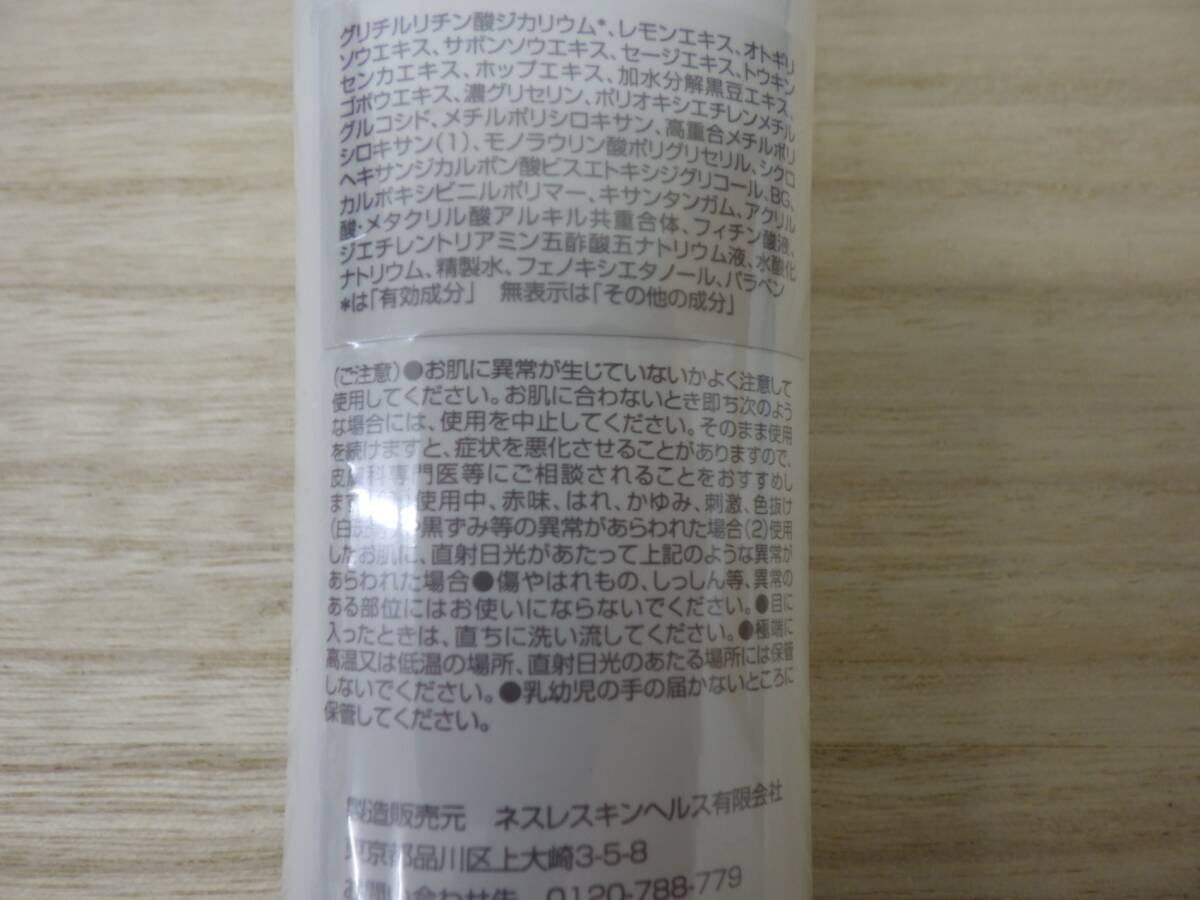 グリチルリチン酸ジカリウム*、レモンエキス、オトギリ
ソウエキス、サボンソウエキス、セージエキス、トウキン
センカエキス、ホップエキス、加水分解黒豆エキス、
ゴボウエキス、濃グリセリン、ポリオキシエチレンメチル
グルコシド、メチルポリシロキサン、高重合メチルポリ
シロキサン(1)、モノラウリン酸ポリグリセリル、シクロ
ヘキサンジカルボン酸ビスエトキシジグリコール、BG、
カルボキシビニルポリマー、キサンタンガム、アクリル
酸・メタクリル酸アルキル共重合体、フィチン酸液、
ジエチレントリアミン五酢酸五ナトリウム液、水酸化
ナトリウム、精製水、フェノキシエタノール、パラベン
*は「有効成分」 無表示は「その他の成分」
(ご注意)●お肌に異常が生じていないかよく注意して
使用してください。お肌に合わないとき即ち次のよう
な場合には、使用を中止してください。そのまま使用
を続けますと、症状を悪化させることがありますので、
皮膚科専門医等にご相談されることをおすすめし
ます 使用中、赤味、はれ、かゆみ、刺激、色抜け
(白斑 や黒ずみ等の異常があらわれた場合(2)使用
したお肌に、直射日光があたって上記のような異常が
あらわれた場合●傷やはれもの、しっしん等、異常の
ある部位にはお使いにならないでください。●目に
入ったときは、直ちに洗い流してください。●極端に
高温又は低温の場所、直射日光のあたる場所には保管
しないでください。●乳幼児の手の届かないところに
保管してください。
製造販売元 ネスレスキンヘルス有限会社
東京都品川区上大崎3-5-8
お問い合わせ先 0120-788-779